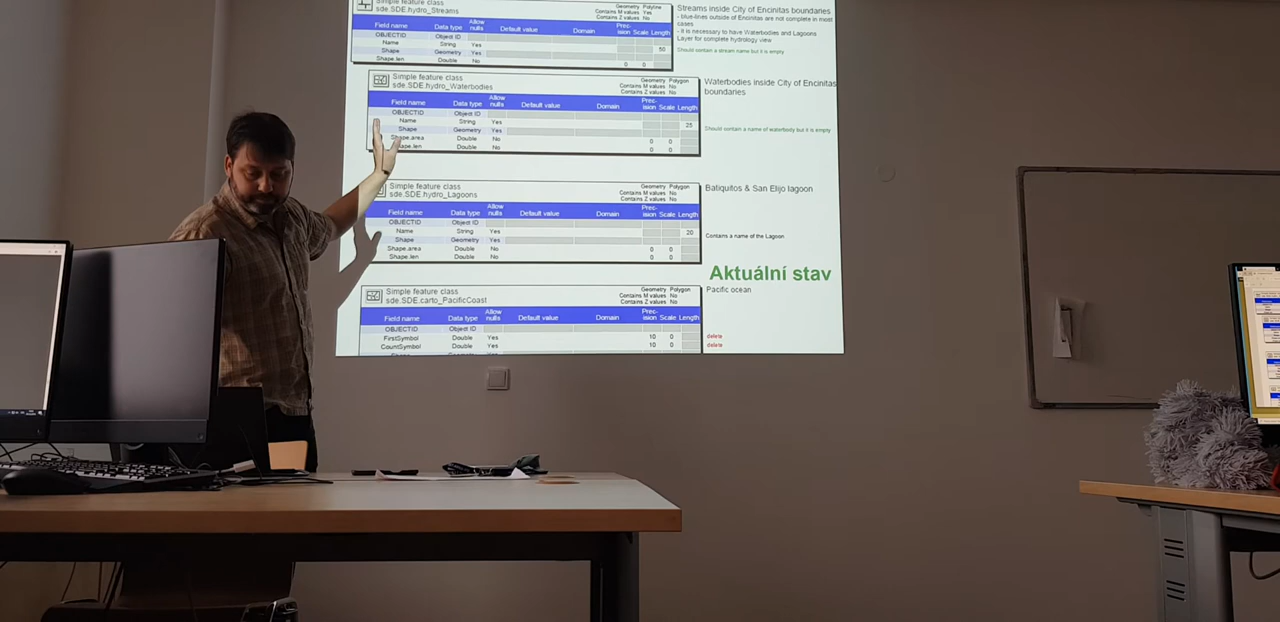 Simple feature class
sde.SDE.hydro_Streams
Geometry Polyline
Contains M values Yes
Contains Z values No
Field name Data type Allow nulls Default value Domain Prec-ision Scale Length
OBJECTID Object ID
Name String Yes 50
Shape Geometry Yes
Shape.len Double No 0 0
Streams inside City of Encinitas boundaries
- blue-lines outside of Encinitas are not complete in most
cases
- It is necessary to have Waterbodies and Lagoons
Layer for complete hydrology view
Should contain a stream name but it is empty
Simple feature class
sde.SDE.hydro_Waterbodies
Geometry Polygon
Contains M values No
Contains Z values No
Field name Data type Allow nulls Default value Domain Prec-ision Scale Length
OBJECTID Object ID
Name String Yes 25
Shape Geometry Yes
Shape.area Double No 0 0
Shape.len Double No 0 0
Waterbodies inside City of Encinitas
boundaries
Should contain a name of waterbody but it is empty
Simple feature class
sde.SDE.hydro_Lagoons
Geometry Polygon
Contains M values No
Contains Z values No
Field name Data type Allow nulls Default value Domain Prec-ision Scale Length
OBJECTID Object ID
Name String Yes 20
Shape Geometry Yes
Shape.area Double No 0 0
Shape.len Double No 0 0
Batiquitos & San Elijo lagoon
Contains a name of the Lagoon
Aktuální stav
Simple feature class
sde.SDE.carto_PacificCoast
Geometry Polygon
Contains M values No
Contains Z values No
Field name Data type Allow nulls Default value Domain Prec-ision Scale Length
OBJECTID Object ID
FirstSymbol Double Yes 10 0
CountSymbol Double Yes 10 0
Pacific ocean
delete
delete